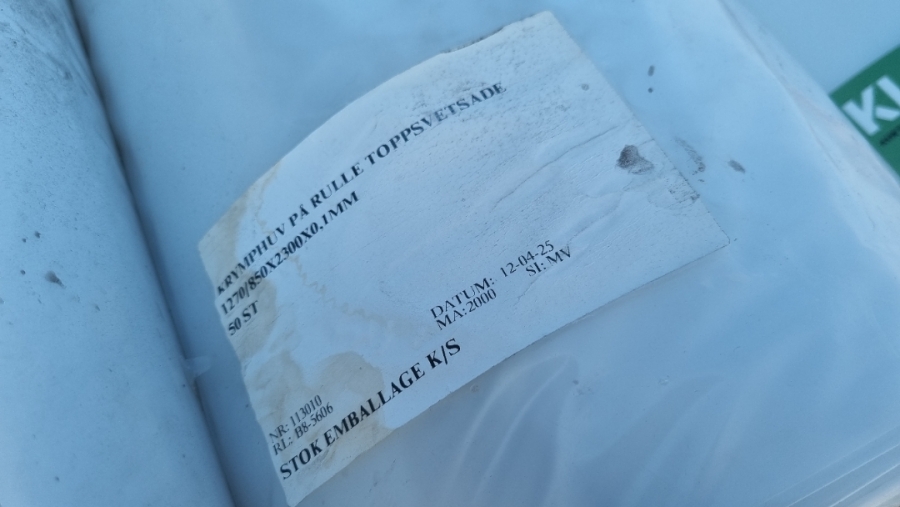 KRYMPHUV PÅ RULLE TOPPSVETSADE
1270/850X2300X0.1MM
50 ST
DATUM: 12-04-25
MA:2000 SI: MV
NR: 113010
RL: B8-5606
STOK EMBALLAGE K/S